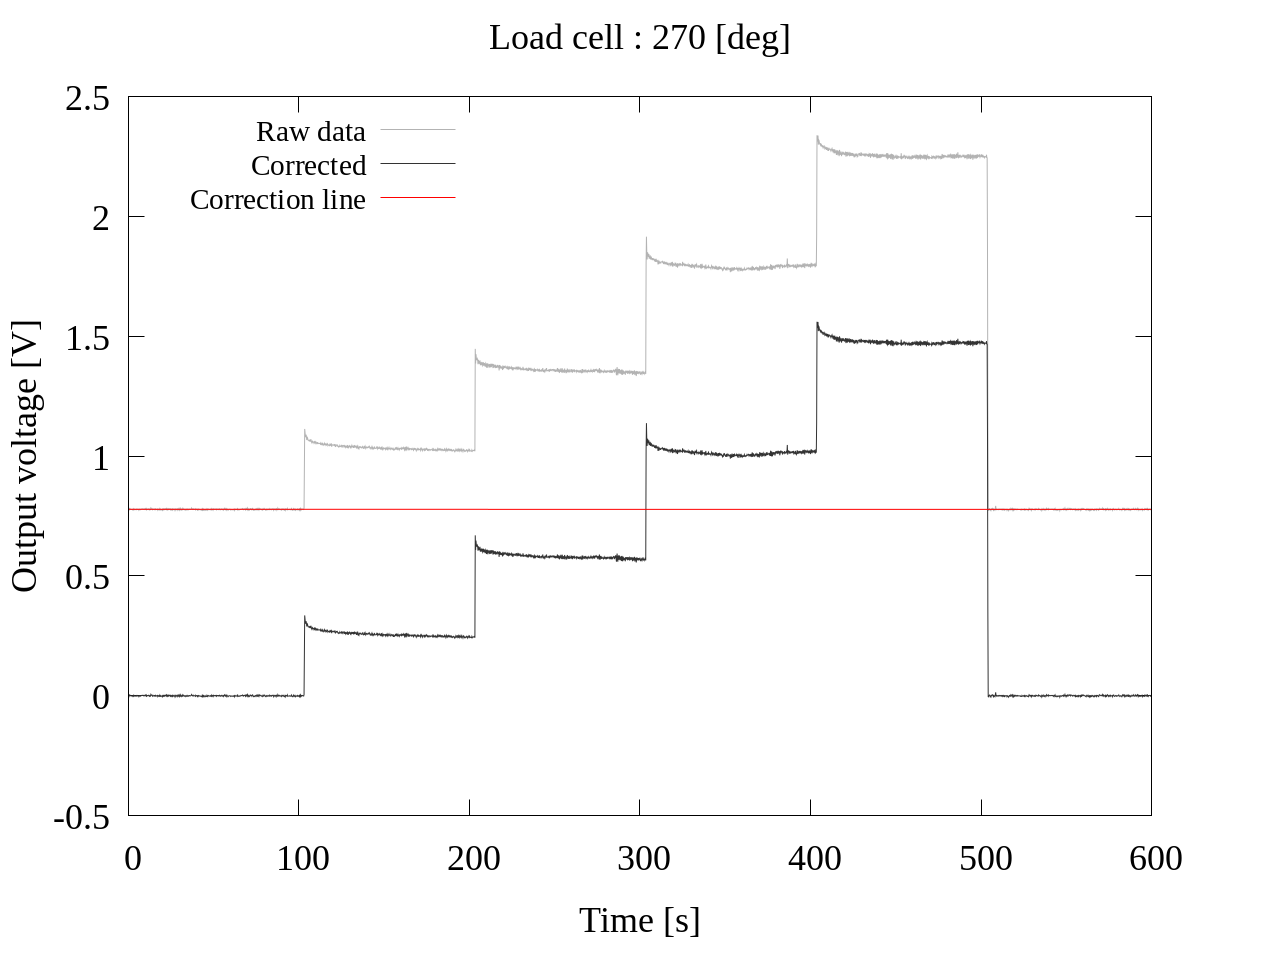 Load cell : 270 [deg]
2.5
2
1.5
1
0.5
0
-0.5
Output voltage [V]
Raw data
Corrected
Correction line
0 100 200 300 400 500 600
Time [s]